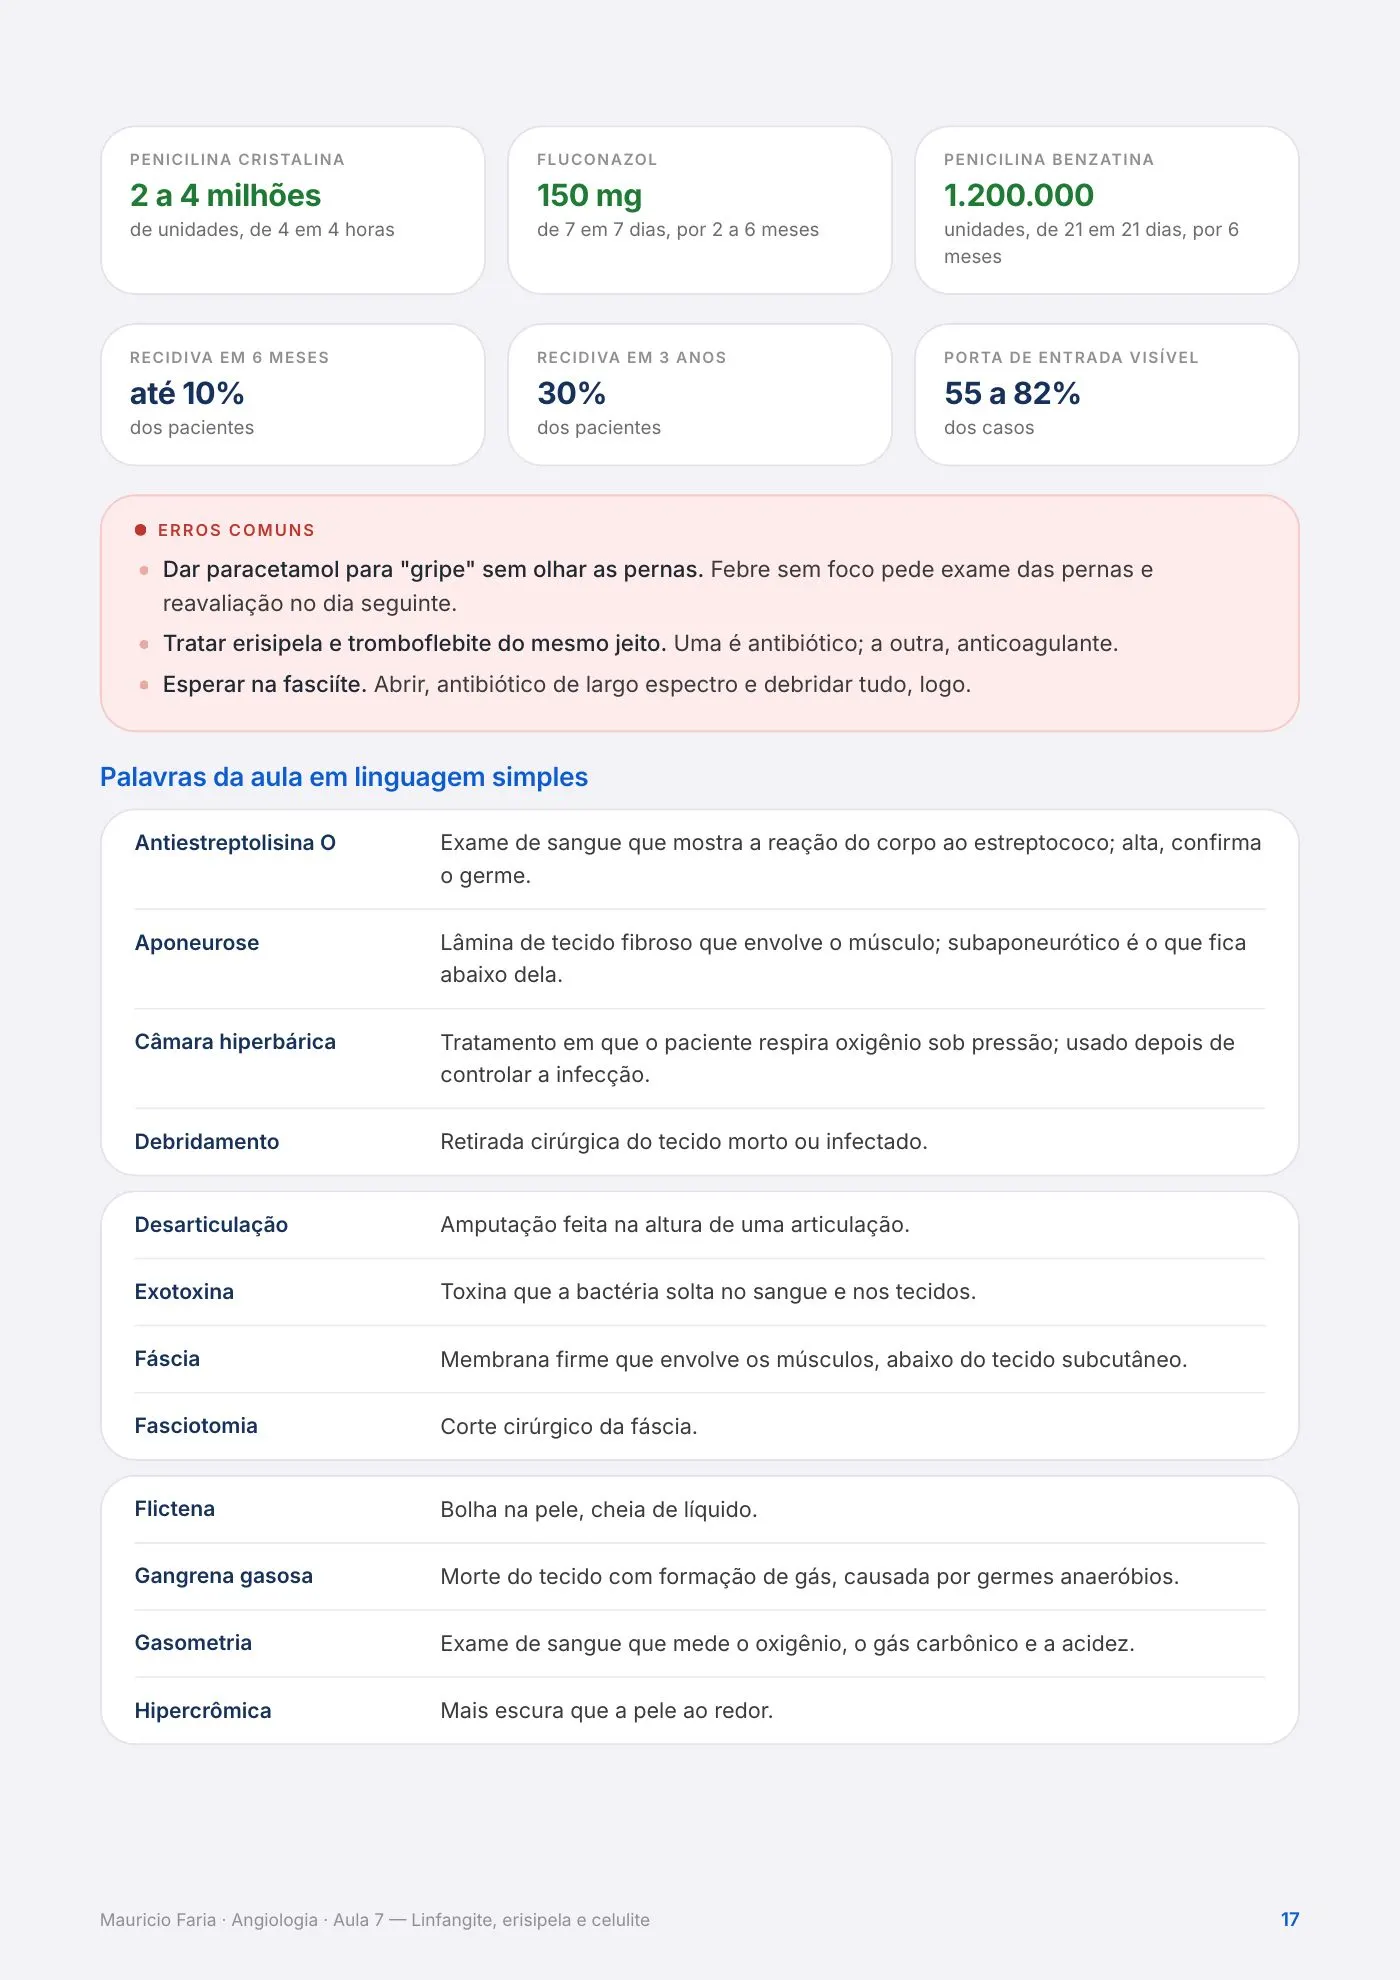 PENICILINA CRISTALINA
2 a 4 milhões
de unidades, de 4 em 4 horas
FLUCONAZOL
150 mg
de 7 em 7 dias, por 2 a 6 meses
PENICILINA BENZATINA
1.200.000
unidades, de 21 em 21 dias, por 6
meses
RECIDIVA EM 6 MESES
até 10%
dos pacientes
RECIDIVA EM 3 ANOS
30%
dos pacientes
PORTA DE ENTRADA VISÍVEL
55 a 82%
dos casos
ERROS COMUNS
Dar paracetamol para "gripe" sem olhar as pernas. Febre sem foco pede exame das pernas e
reavaliação no dia seguinte.
Tratar erisipela e tromboflebite do mesmo jeito. Uma é antibiótico; a outra, anticoagulante.
Esperar na fasciíte. Abrir, antibiótico de largo espectro e debridar tudo, logo.
Palavras da aula em linguagem simples
Antiestreptolisina O
Exame de sangue que mostra a reação do corpo ao estreptococo; alta, confirma
o germe.
Aponeurose
Lâmina de tecido fibroso que envolve o músculo; subaponeurótico é o que fica
abaixo dela.
Câmara hiperbárica
Tratamento em que o paciente respira oxigênio sob pressão; usado depois de
controlar a infecção.
Debridamento
Retirada cirúrgica do tecido morto ou infectado.
Desarticulação
Amputação feita na altura de uma articulação.
Exotoxina
Toxina que a bactéria solta no sangue e nos tecidos.
Fáscia
Membrana firme que envolve os músculos, abaixo do tecido subcutâneo.
Fasciotomia
Corte cirúrgico da fáscia.
Flictena
Bolha na pele, cheia de líquido.
Gangrena gasosa
Morte do tecido com formação de gás, causada por germes anaeróbios.
Gasometria
Exame de sangue que mede o oxigênio, o gás carbônico e a acidez.
Hipercrômica
Mais escura que a pele ao redor.
Mauricio Faria · Angiologia · Aula 7 — Linfangite, erisipela e celulite
17